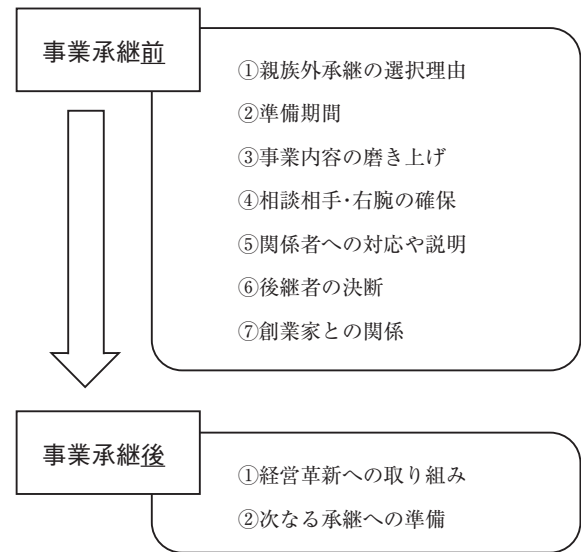 事業承継前
①親族外承継の選択理由
②準備期間
③事業内容の磨き上げ
④相談相手･右腕の確保
⑤関係者への対応や説明
⑥後継者の決断
⑦創業家との関係
事業承継後
①経営革新への取り組み
②次なる承継への準備